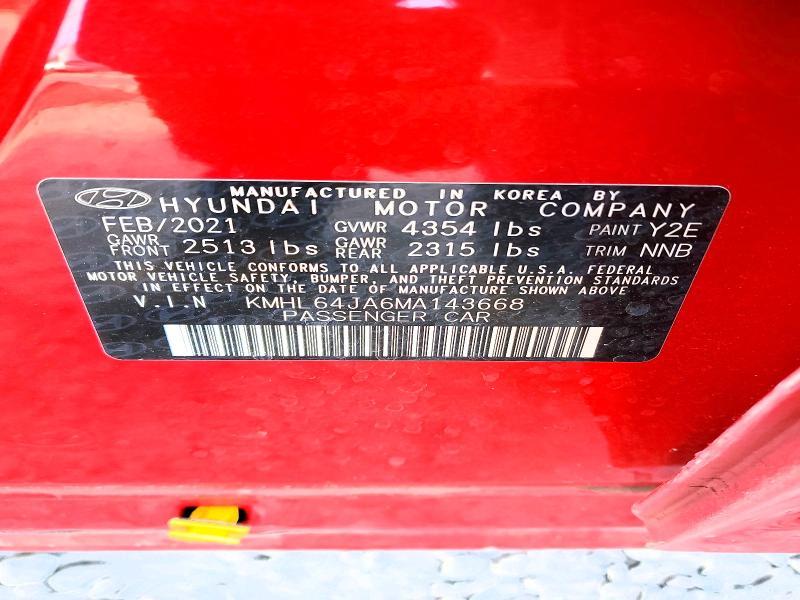 MANUFACTURED IN KOREA BY
HYUNDAI MOTOR COMPANY
FEB/2021 GVWR 4354 lbs PAINT Y2E
GAWR FRONT 2513 lbs GAWR REAR 2315 lbs TRIM NNB
THIS VEHICLE CONFORMS TO ALL APPLICABLE U.S.A. FEDERAL
MOTOR VEHICLE SAFETY, BUMPER, AND THEFT PREVENTION STANDARDS
IN EFFECT ON THE DATE OF MANUFACTURE SHOWN ABOVE
V.I.N KMHL64JA6MA143668
PASSENGER CAR